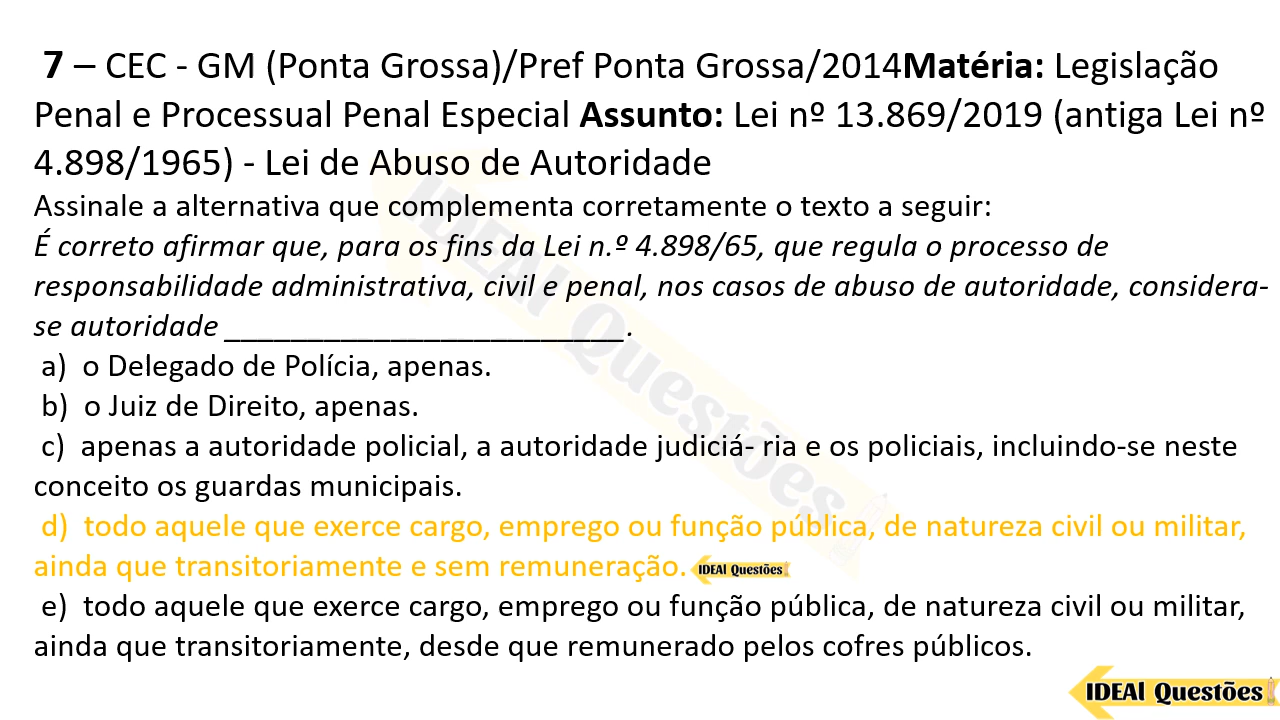 7 – CEC - GM (Ponta Grossa)/Pref Ponta Grossa/2014Matéria: Legislação
Penal e Processual Penal Especial Assunto: Lei nº 13.869/2019 (antiga Lei nº
4.898/1965) - Lei de Abuso de Autoridade
Assinale a alternativa que complementa corretamente o texto a seguir:
É correto afirmar que, para os fins da Lei n.º 4.898/65, que regula o processo de
responsabilidade administrativa, civil e penal, nos casos de abuso de autoridade, considera-
se autoridade _________________________.
a) o Delegado de Polícia, apenas.
b) o Juiz de Direito, apenas.
c) apenas a autoridade policial, a autoridade judiciá- ria e os policiais, incluindo-se neste
conceito os guardas municipais.
d) todo aquele que exerce cargo, emprego ou função pública, de natureza civil ou militar,
ainda que transitoriamente e sem remuneração. IDEAl Questões
e) todo aquele que exerce cargo, emprego ou função pública, de natureza civil ou militar,
ainda que transitoriamente, desde que remunerado pelos cofres públicos.
IDEAl Questões
IDEAl Questões